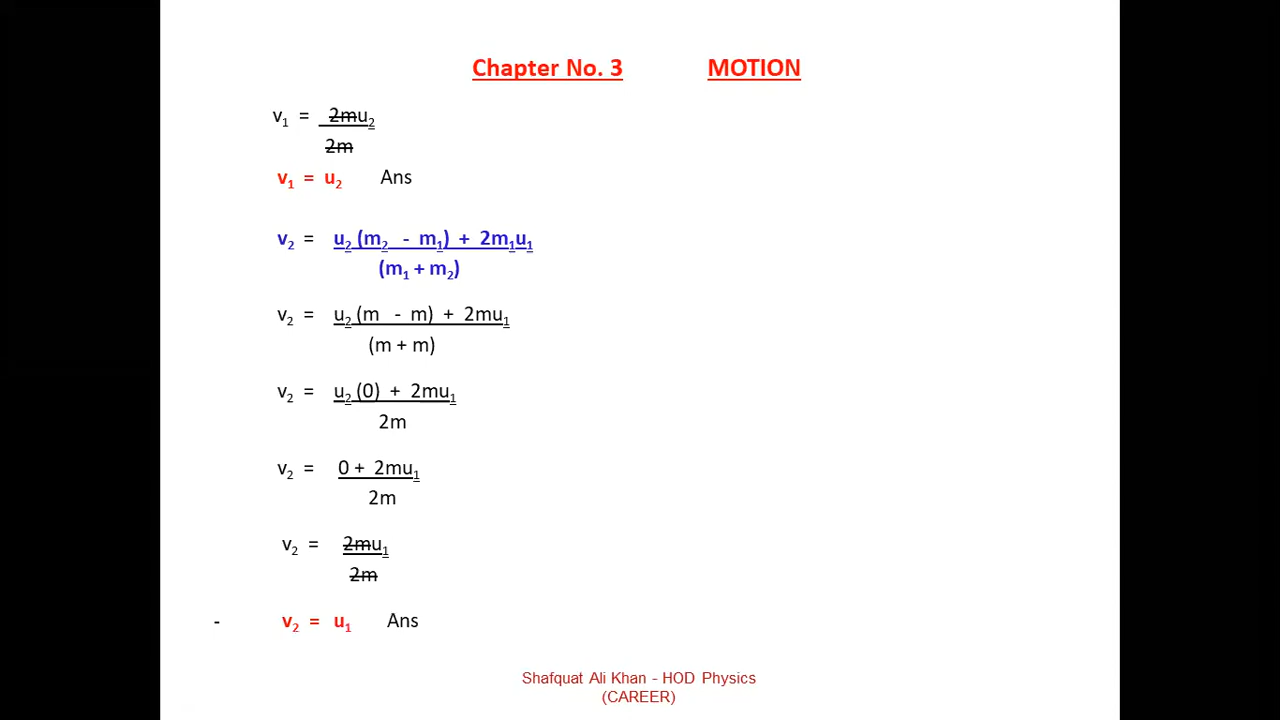 Chapter No. 3 MOTION
v₁ = 2mu₂
2m
v₁ = u₂ Ans
v₂ = u₂ (m₂ - m₁) + 2m₁u₁
(m₁ + m₂)
v₂ = u₂ (m - m) + 2mu₁
(m + m)
v₂ = u₂ (0) + 2mu₁
2m
v₂ = 0 + 2mu₁
2m
v₂ = 2mu₁
2m
- v₂ = u₁ Ans
Shafquat Ali Khan - HOD Physics
(CAREER)